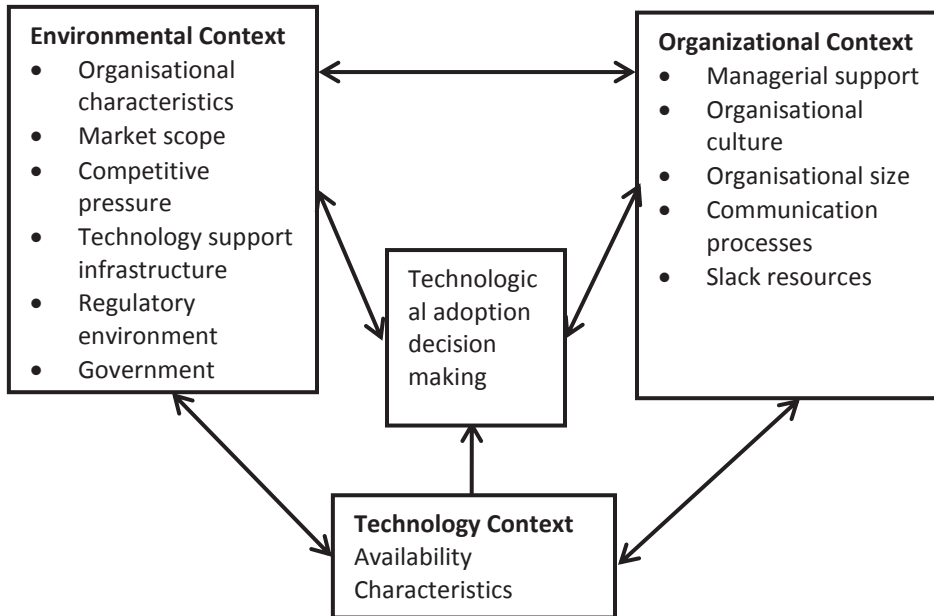 Environmental Context
• Organisational
characteristics
• Market scope
• Competitive
pressure
• Technology support
infrastructure
• Regulatory
environment
• Government
Organizational Context
• Managerial support
• Organisational
culture
• Organisational size
• Communication
processes
• Slack resources
Technologic
al adoption
decision
making
Technology Context
Availability
Characteristics